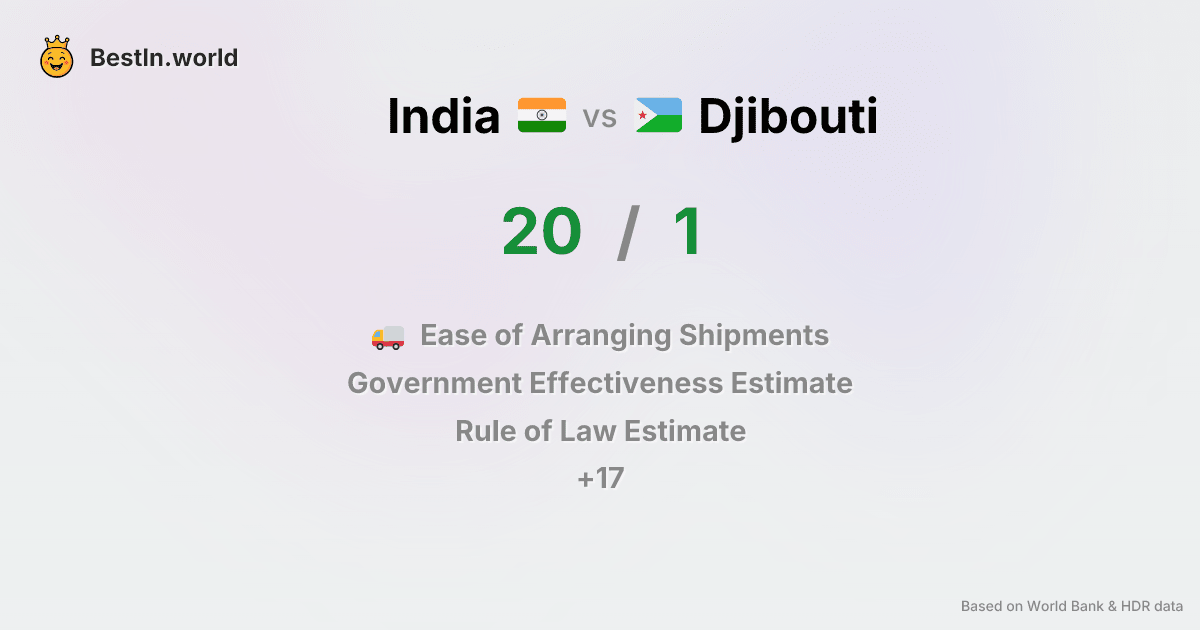 BestIn.world
India vs Djibouti
20 / 1
Ease of Arranging Shipments
Government Effectiveness Estimate
Rule of Law Estimate
+17
Based on World Bank & HDR data